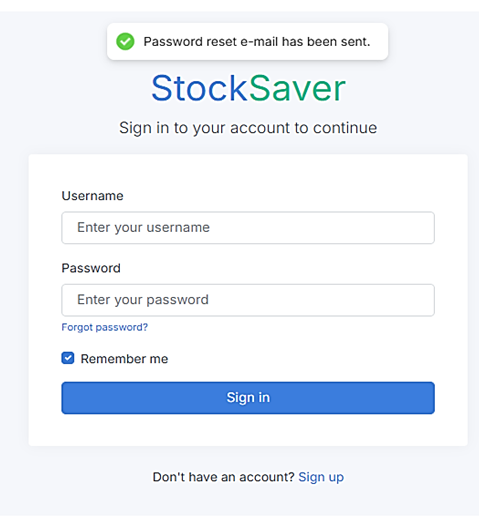 Password reset e-mail has been sent.
StockSaver
Sign in to your account to continue
Username
Enter your username
Password
Enter your password
Forgot password?
Remember me
Sign in
Don't have an account? Sign up